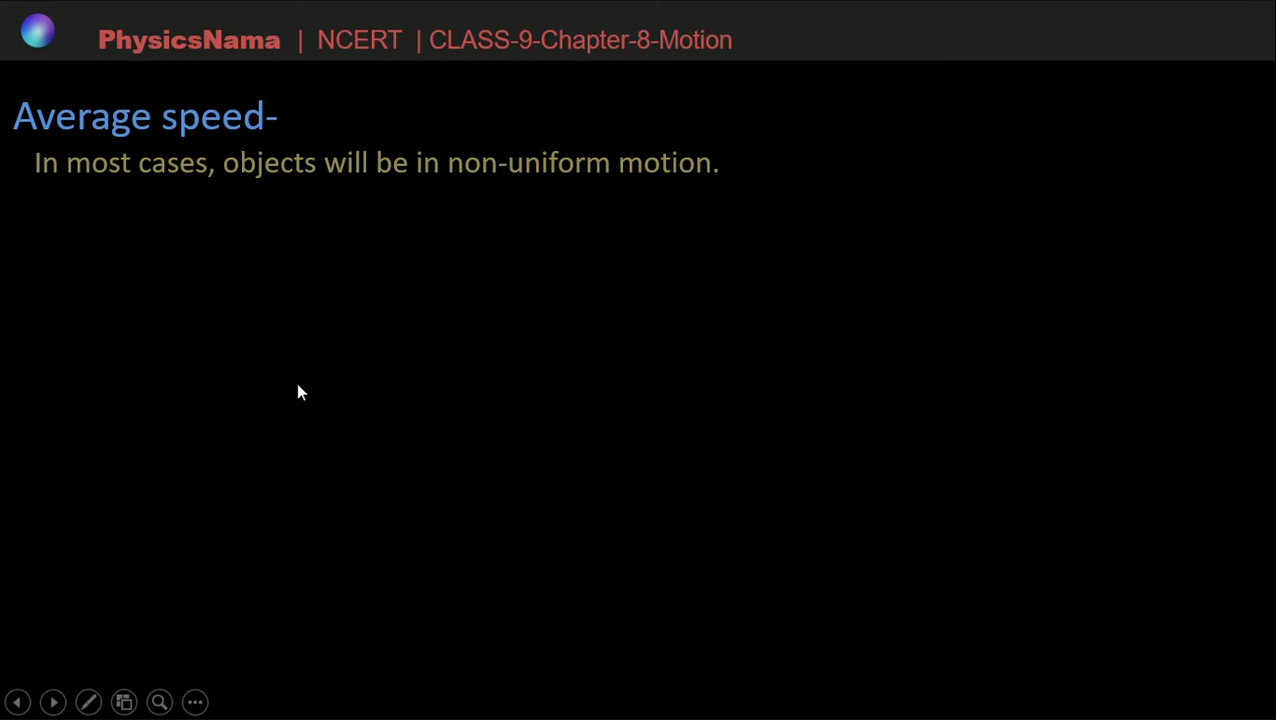 PhysicsNama | NCERT | CLASS-9-Chapter-8-Motion
Average speed-
In most cases, objects will be in non-uniform motion.